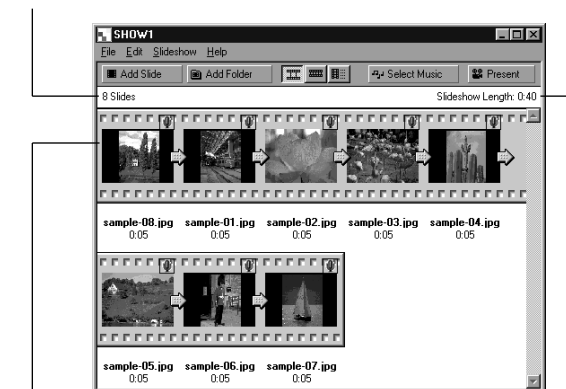 SHOW1
File Edit Slideshow Help
Add Slide Add Folder Select Music Present
8 Slides Slideshow Length: 0:40
sample-08.jpg sample-01.jpg sample-02.jpg sample-03.jpg sample-04.jpg
0:05 0:05 0:05 0:05 0:05
sample-05.jpg sample-06.jpg sample-07.jpg
0:05 0:05 0:05